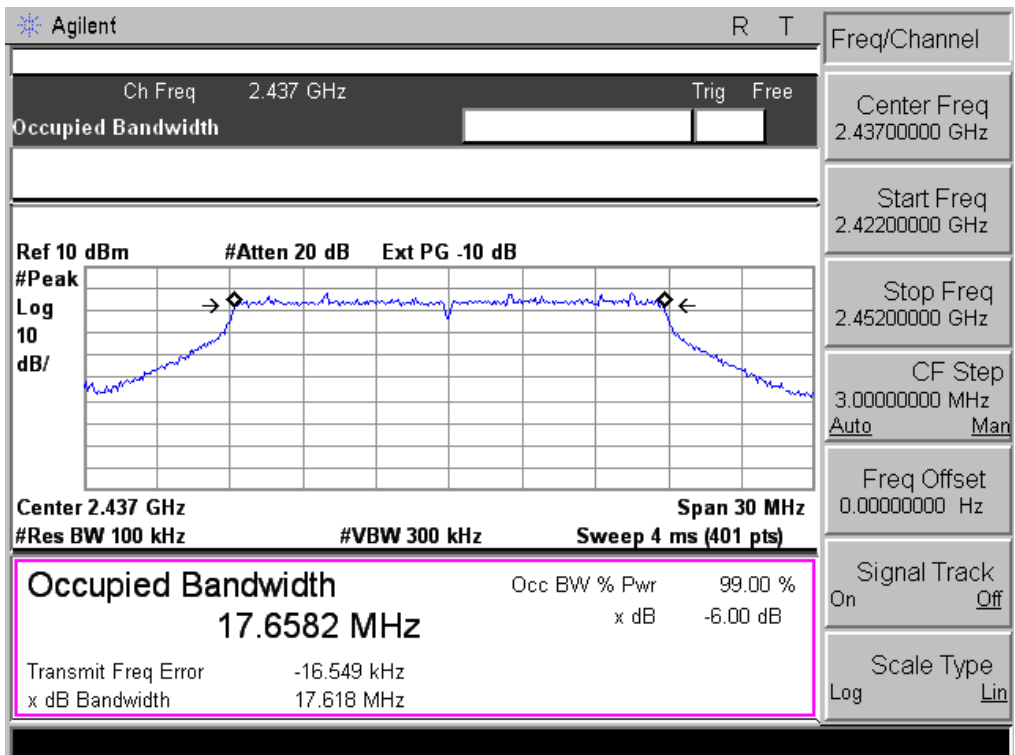 Agilent R T
Ch Freq 2.437 GHz Trig Free
Occupied Bandwidth
Ref 10 dBm #Atten 20 dB Ext PG -10 dB
#Peak
Log
10
dB/
Center 2.437 GHz Span 30 MHz
#Res BW 100 kHz #VBW 300 kHz Sweep 4 ms (401 pts)
Occupied Bandwidth Occ BW % Pwr 99.00 %
17.6582 MHz x dB -6.00 dB
Transmit Freq Error -16.549 kHz
x dB Bandwidth 17.618 MHz
Freq/Channel
Center Freq
2.43700000 GHz
Start Freq
2.42200000 GHz
Stop Freq
2.45200000 GHz
CF Step
3.00000000 MHz
Auto Man
Freq Offset
0.00000000 Hz
Signal Track
On Off
Scale Type
Log Lin